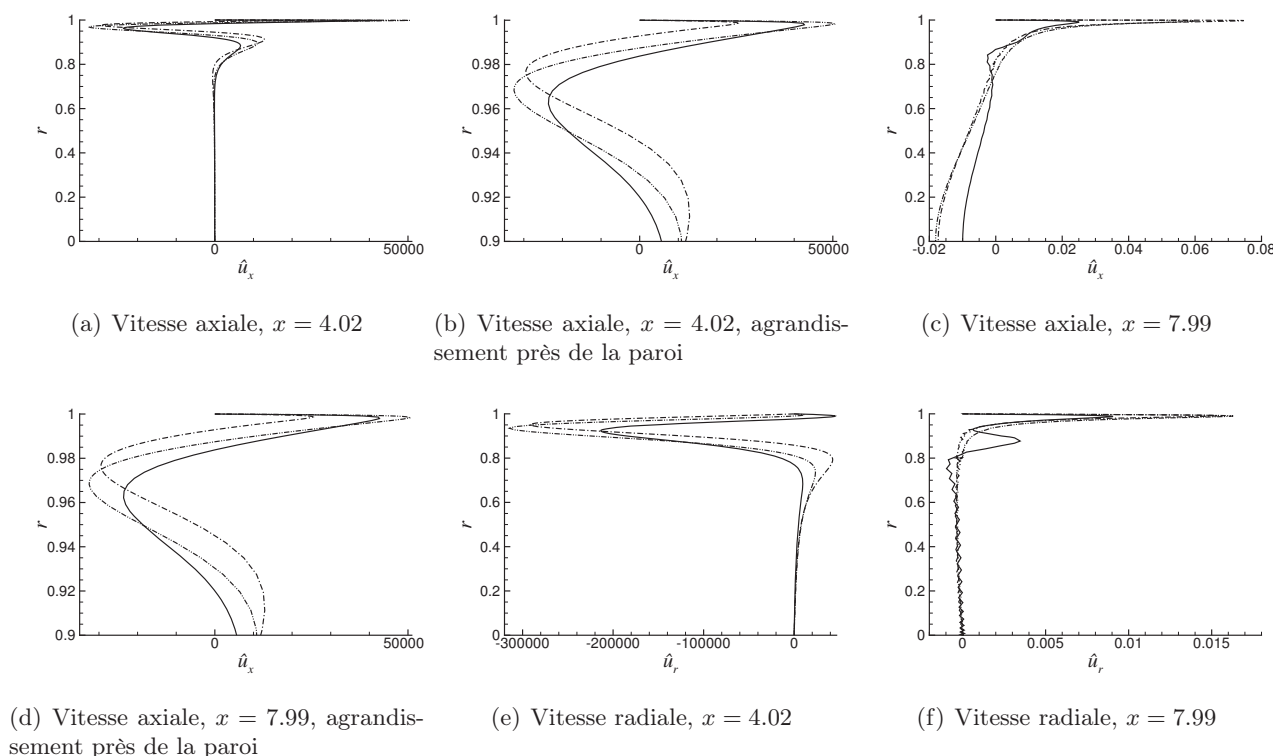 1
0.8
0.6
r
0.4
0.2
0
0 50000
û_x
(a) Vitesse axiale, x = 4.02
1
0.98
0.96
r
0.94
0.92
0.9
0 50000
û_x
(b) Vitesse axiale, x = 4.02, agrandis-
sement près de la paroi
1
0.8
0.6
r
0.4
0.2
0
-0.02 0 0.02 0.04 0.06 0.08
û_x
(c) Vitesse axiale, x = 7.99
1
0.98
0.96
r
0.94
0.92
0.9
0 50000
û_x
(d) Vitesse axiale, x = 7.99, agrandis-
sement près de la paroi
1
0.8
0.6
r
0.4
0.2
0
-300000 -200000 -100000 0
û_r
(e) Vitesse radiale, x = 4.02
1
0.8
0.6
r
0.4
0.2
0
0 0.005 0.01 0.015
û_r
(f) Vitesse radiale, x = 7.99